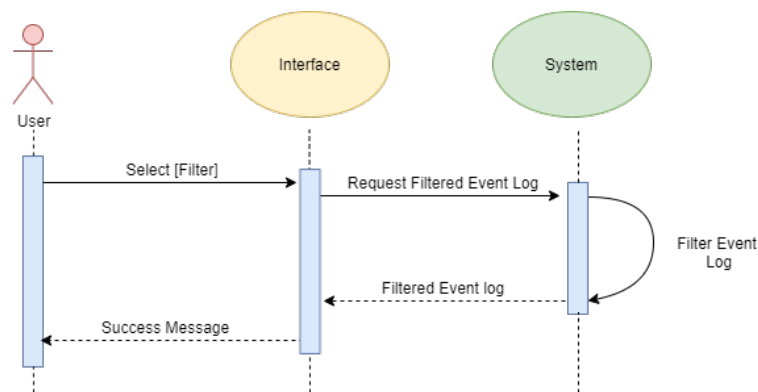 Interface
System
User
Select [Filter]
Request Filtered Event Log
Filter Event
Log
Filtered Event log
Success Message